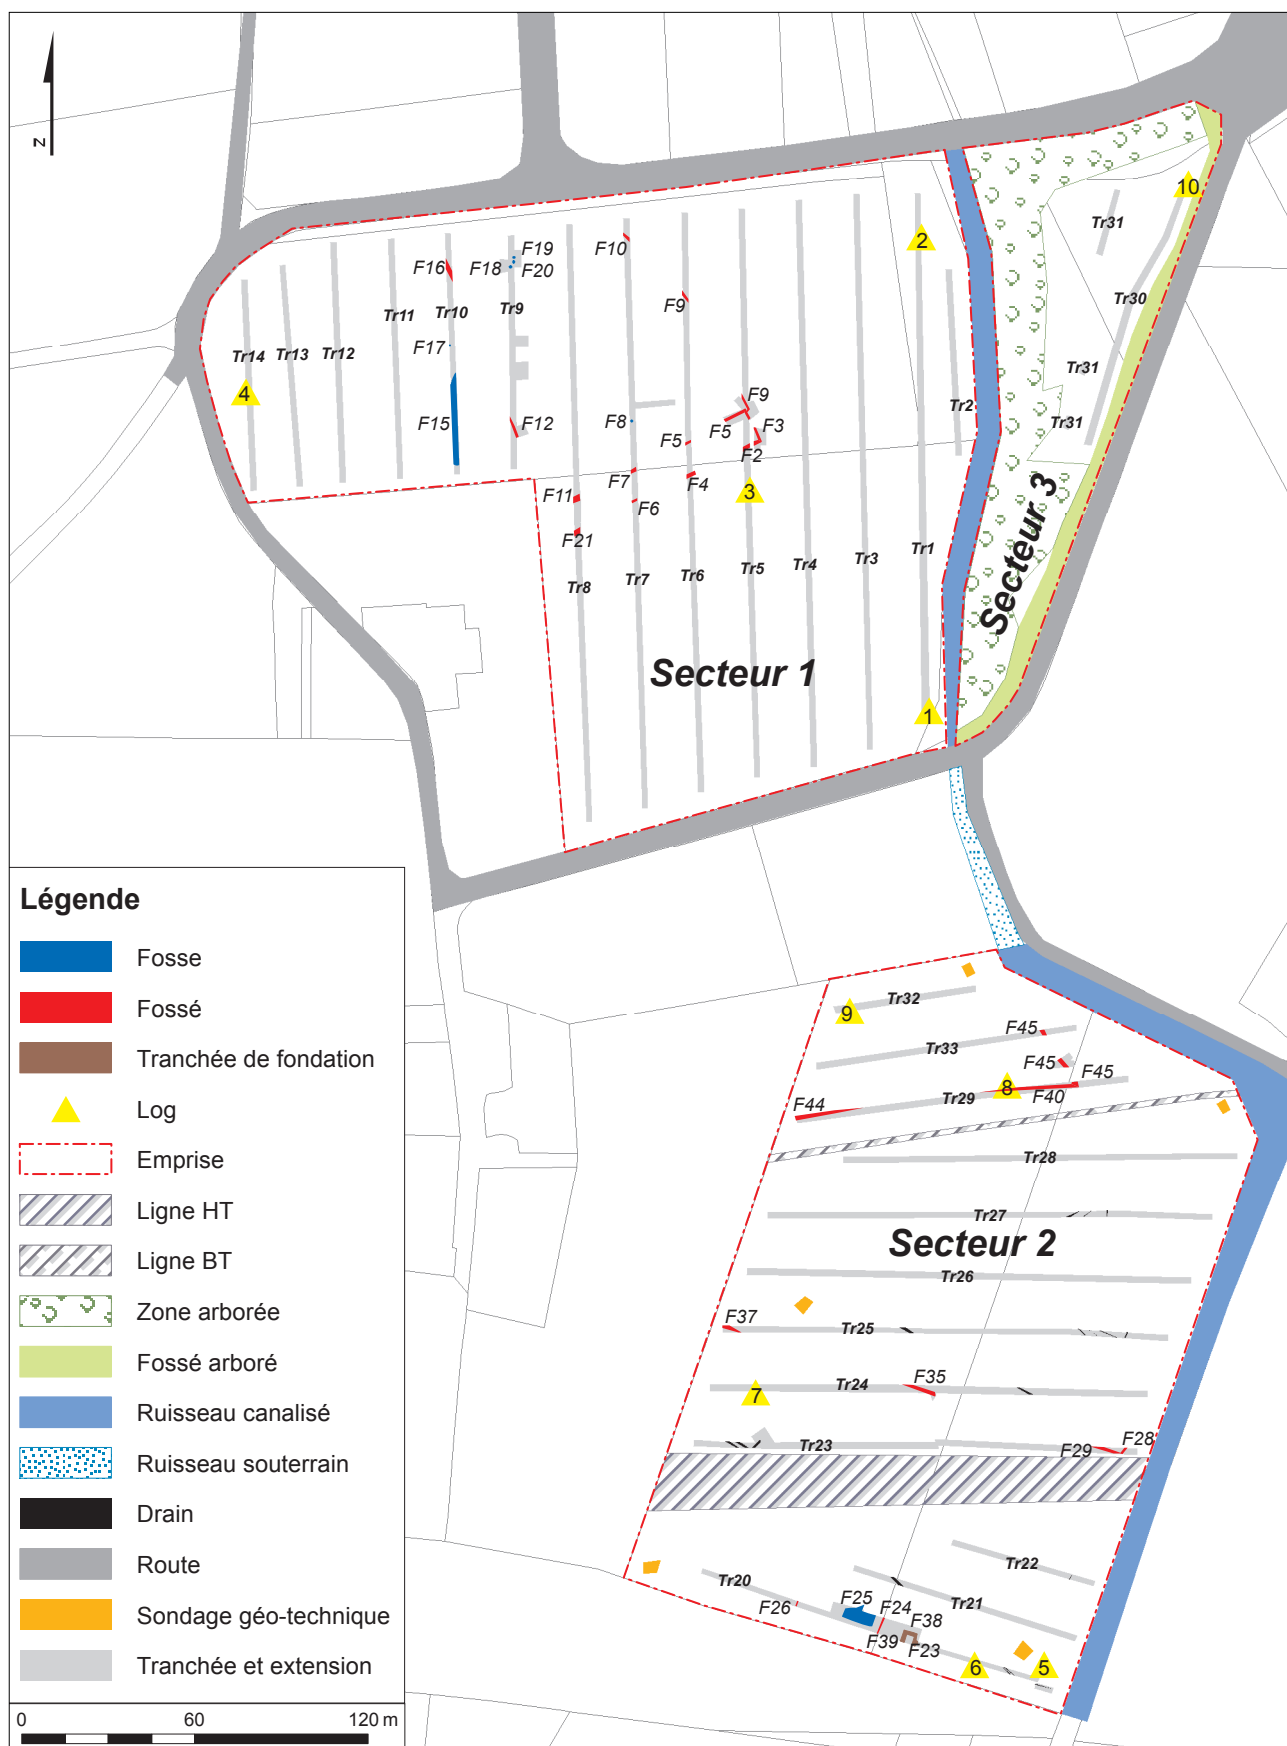 z
10
2
Tr31
F19
F10
F16
F18
F20
F9
Tr30
Tr11
Tr10
Tr9
Tr14
Tr13
Tr12
F17
Tr31
4
F9
Tr2
F15
F12
F8
F5
F5
F3
Tr31
F2
F7
F4
3
F11
F6
F21
Tr8
Tr7
Tr6
Tr5
Tr4
Tr3
Tr1
Secteur 3
Secteur 1
1
Légende
Fosse
Fossé
Tranchée de fondation
Log
Emprise
Ligne HT
Ligne BT
Zone arborée
Fossé arboré
Ruisseau canalisé
Ruisseau souterrain
Drain
Route
Sondage géo-technique
Tranchée et extension
0 60 120 m
Tr32
9
F45
Tr33
F45
8
F45
F44
Tr29
F40
Tr28
Tr27
Secteur 2
Tr26
F37
Tr25
7
Tr24
F35
Tr23
F29
F28
Tr22
Tr20
F25
F24
Tr21
F26
F38
F39
F23
6
5